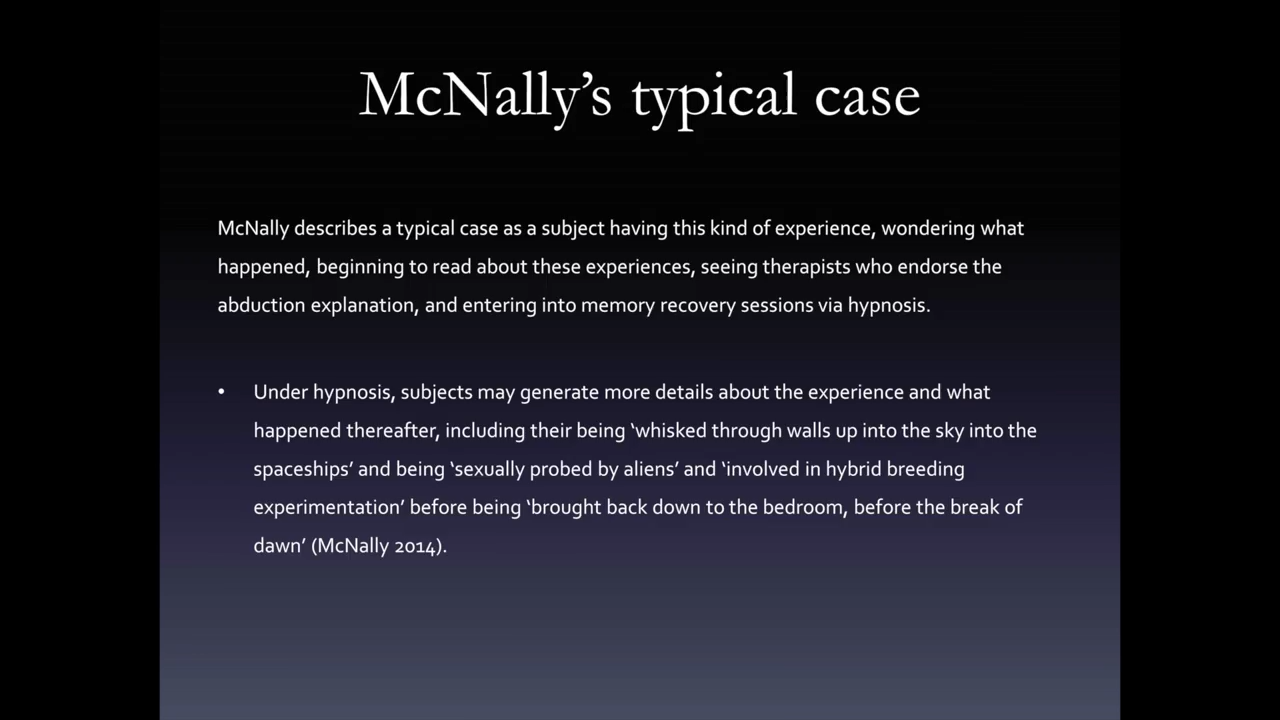 McNally’s typical case
McNally describes a typical case as a subject having this kind of experience, wondering what
happened, beginning to read about these experiences, seeing therapists who endorse the
abduction explanation, and entering into memory recovery sessions via hypnosis.
• Under hypnosis, subjects may generate more details about the experience and what
happened thereafter, including their being ‘whisked through walls up into the sky into the
spaceships’ and being ‘sexually probed by aliens’ and ‘involved in hybrid breeding
experimentation’ before being ‘brought back down to the bedroom, before the break of
dawn’ (McNally 2014).